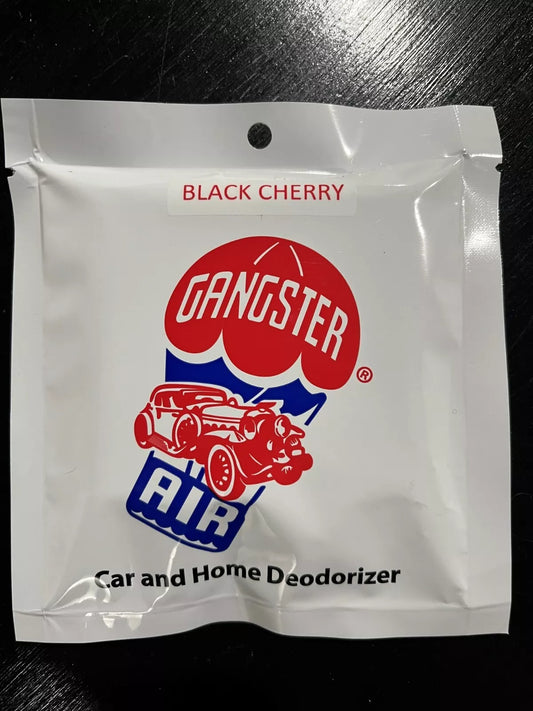 BLACK CHERRY
GANGSTER
®
AIR
Car and Home Deodorizer